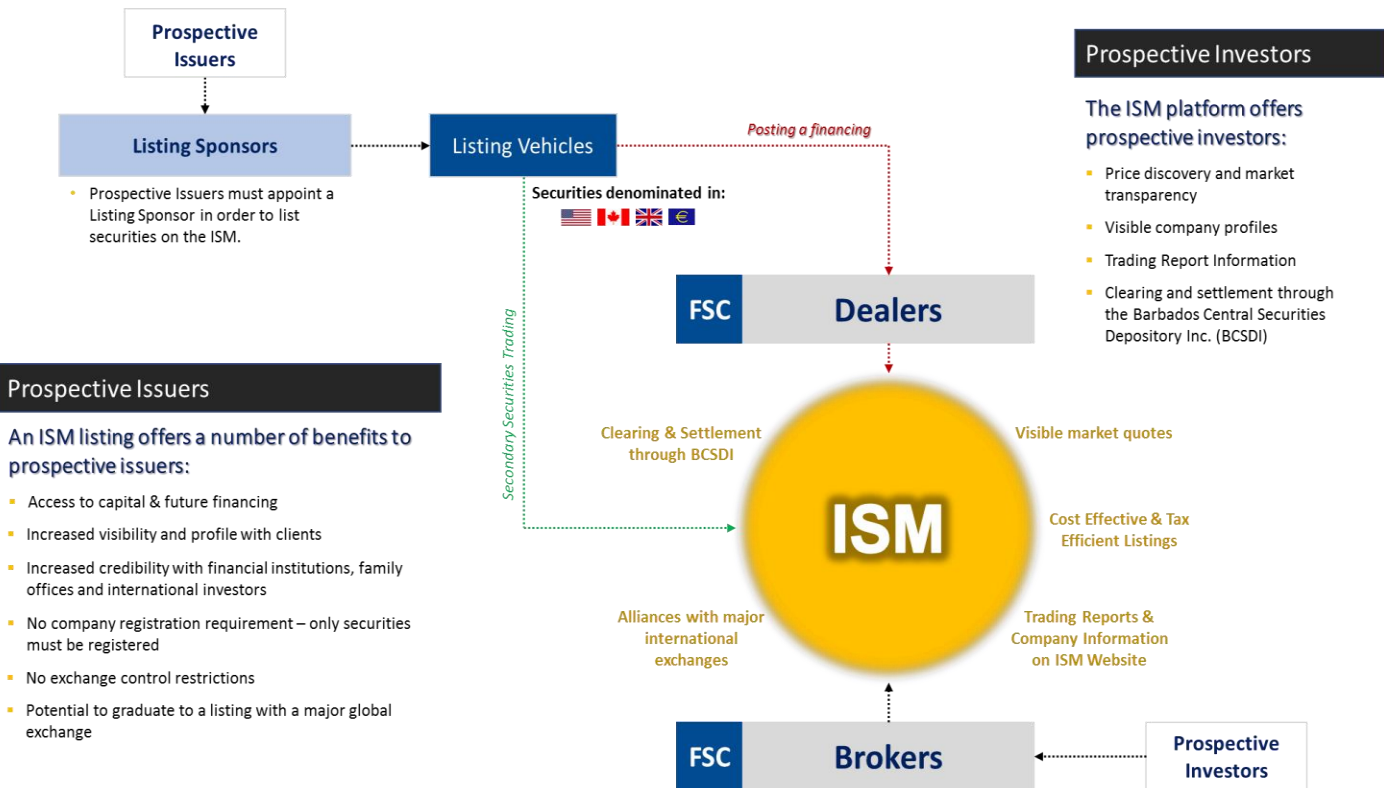 Prospective
Issuers
Listing Sponsors
Prospective Issuers must appoint a
Listing Sponsor in order to list
securities on the ISM.
Listing Vehicles
Posting a financing
Securities denominated in:
Secondary Securities Trading
FSC
Dealers
Prospective Investors
The ISM platform offers
prospective investors:
Price discovery and market
transparency
Visible company profiles
Trading Report Information
Clearing and settlement through
the Barbados Central Securities
Depository Inc. (BCSDI)
Prospective Issuers
An ISM listing offers a number of benefits to
prospective issuers:
Access to capital & future financing
Increased visibility and profile with clients
Increased credibility with financial institutions, family
offices and international investors
No company registration requirement – only securities
must be registered
No exchange control restrictions
Potential to graduate to a listing with a major global
exchange
Clearing & Settlement
through BCSDI
Visible market quotes
ISM
Cost Effective & Tax
Efficient Listings
Alliances with major
international
exchanges
Trading Reports &
Company Information
on ISM Website
FSC
Brokers
Prospective
Investors